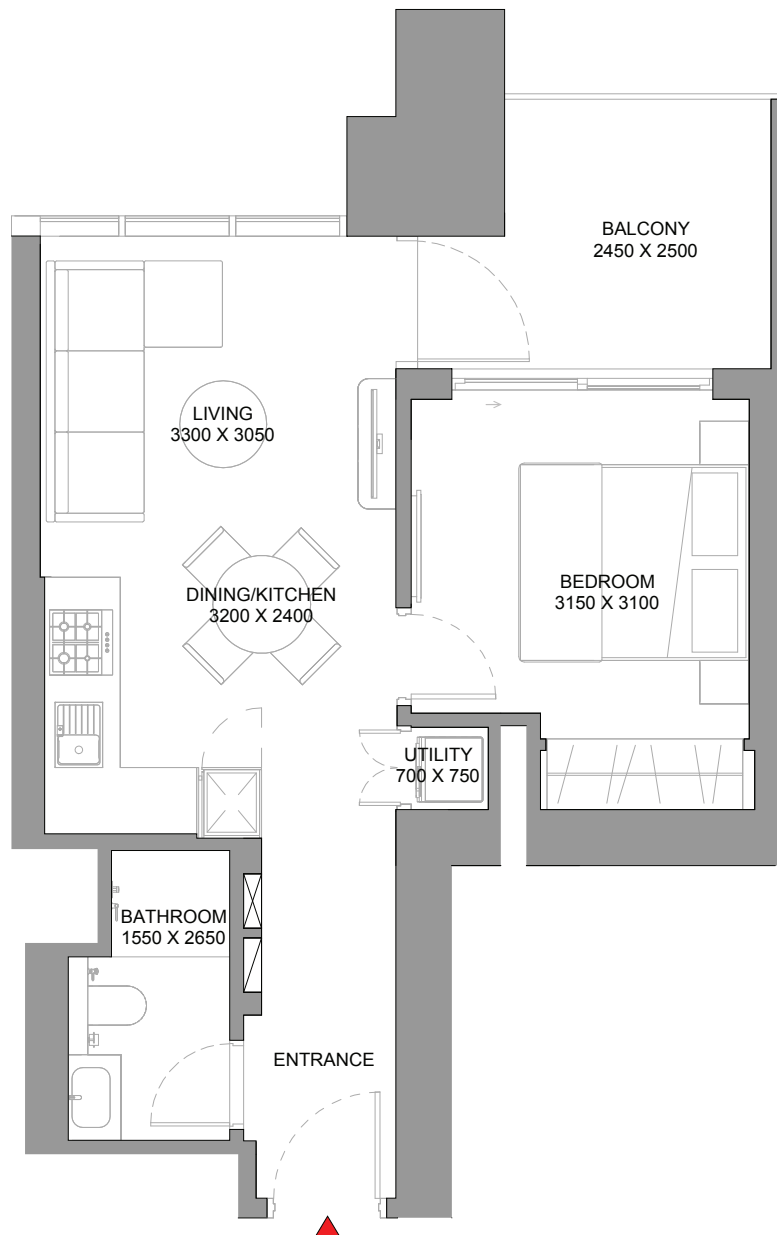 BALCONY
2450 X 2500
LIVING
3300 X 3050
DINING/KITCHEN
3200 X 2400
BEDROOM
3150 X 3100
UTILITY
700 X 750
BATHROOM
1550 X 2650
ENTRANCE